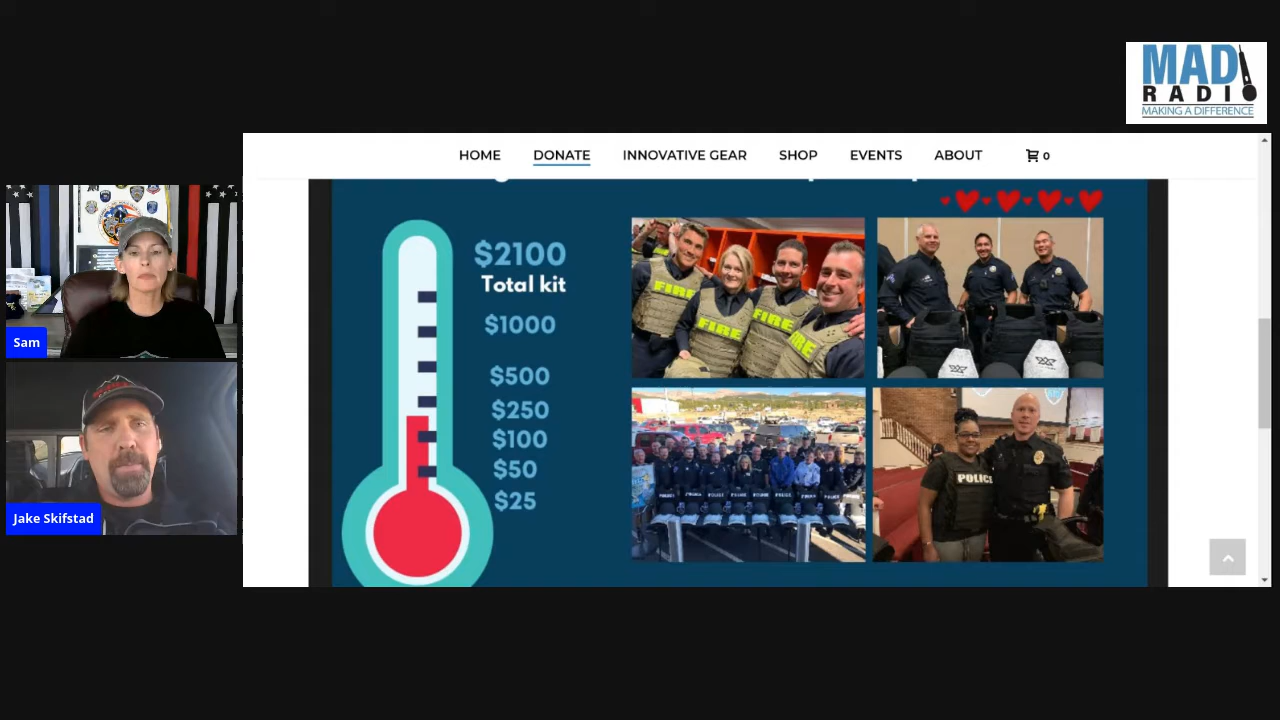 MAD
RADIO
MAKING A DIFFERENCE
HOME DONATE INNOVATIVE GEAR SHOP EVENTS ABOUT 0
$2100
Total kit
$1000
$500
$250
$100
$50
$25
FIRE
FIRE
FIRE
FIRE
POLICE
Sam
Jake Skifstad